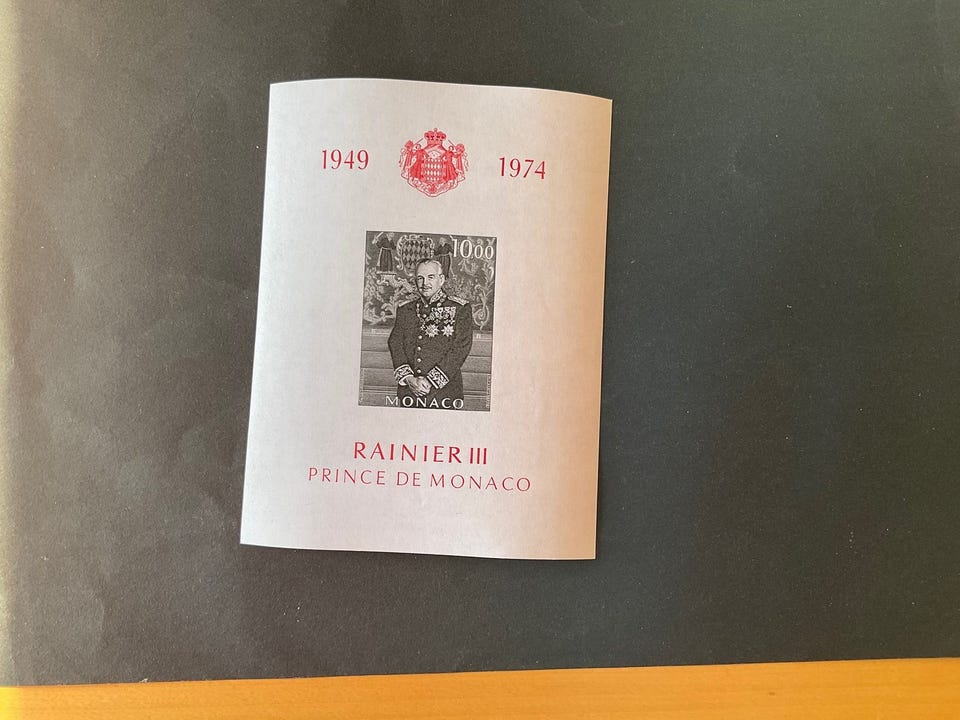 1949 1974
10.00
MONACO
RAINIER III
PRINCE DE MONACO